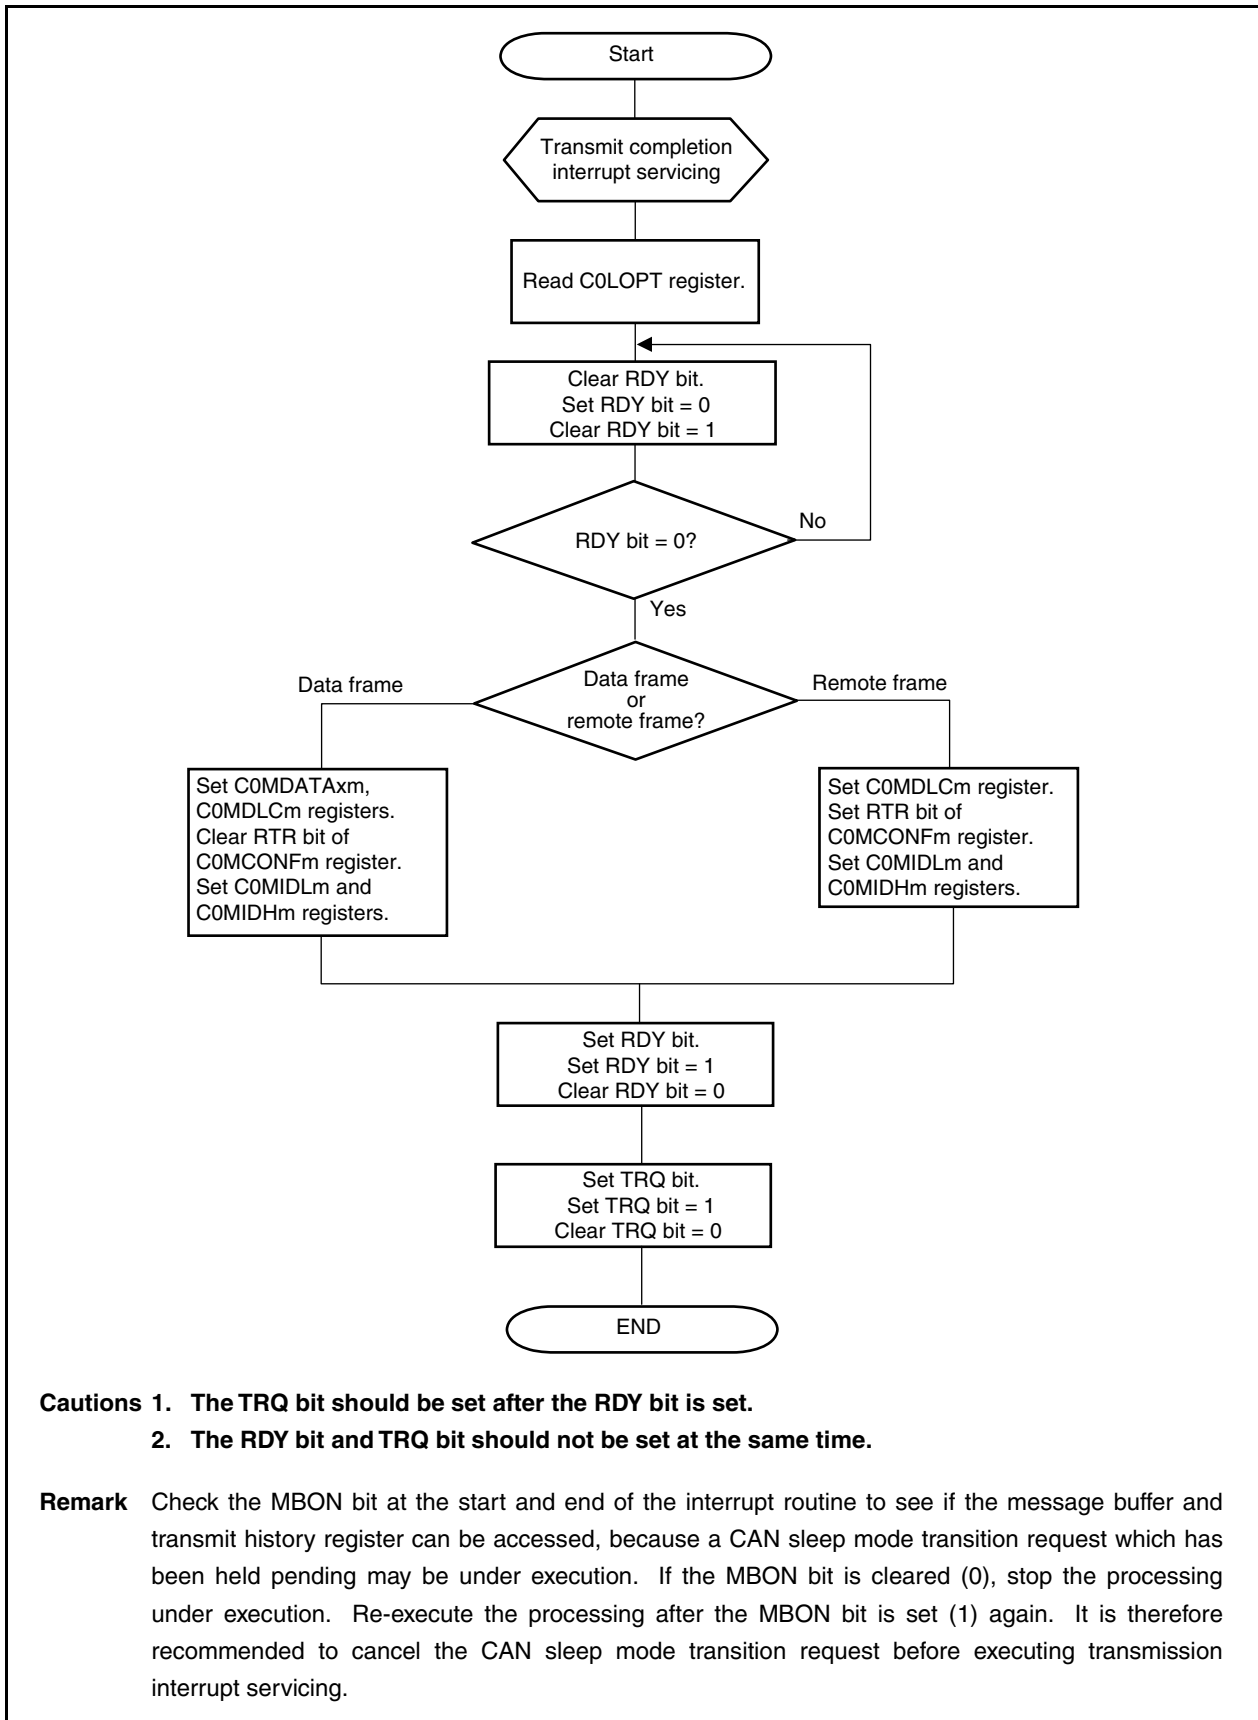 Start
Transmit completion
interrupt servicing
Read C0LOPT register.
Clear RDY bit.
Set RDY bit = 0
Clear RDY bit = 1
No
RDY bit = 0?
Yes
Data frame
Data frame
or
remote frame?
Remote frame
Set C0MDATAxm,
C0MDLCm registers.
Clear RTR bit of
C0MCONFm register.
Set C0MIDLm and
C0MIDHm registers.
Set C0MDLCm register.
Set RTR bit of
C0MCONFm register.
Set C0MIDLm and
C0MIDHm registers.
Set RDY bit.
Set RDY bit = 1
Clear RDY bit = 0
Set TRQ bit.
Set TRQ bit = 1
Clear TRQ bit = 0
END
Cautions 1. The TRQ bit should be set after the RDY bit is set.
2. The RDY bit and TRQ bit should not be set at the same time.
Remark Check the MBON bit at the start and end of the interrupt routine to see if the message buffer and
transmit history register can be accessed, because a CAN sleep mode transition request which has
been held pending may be under execution. If the MBON bit is cleared (0), stop the processing
under execution. Re-execute the processing after the MBON bit is set (1) again. It is therefore
recommended to cancel the CAN sleep mode transition request before executing transmission
interrupt servicing.